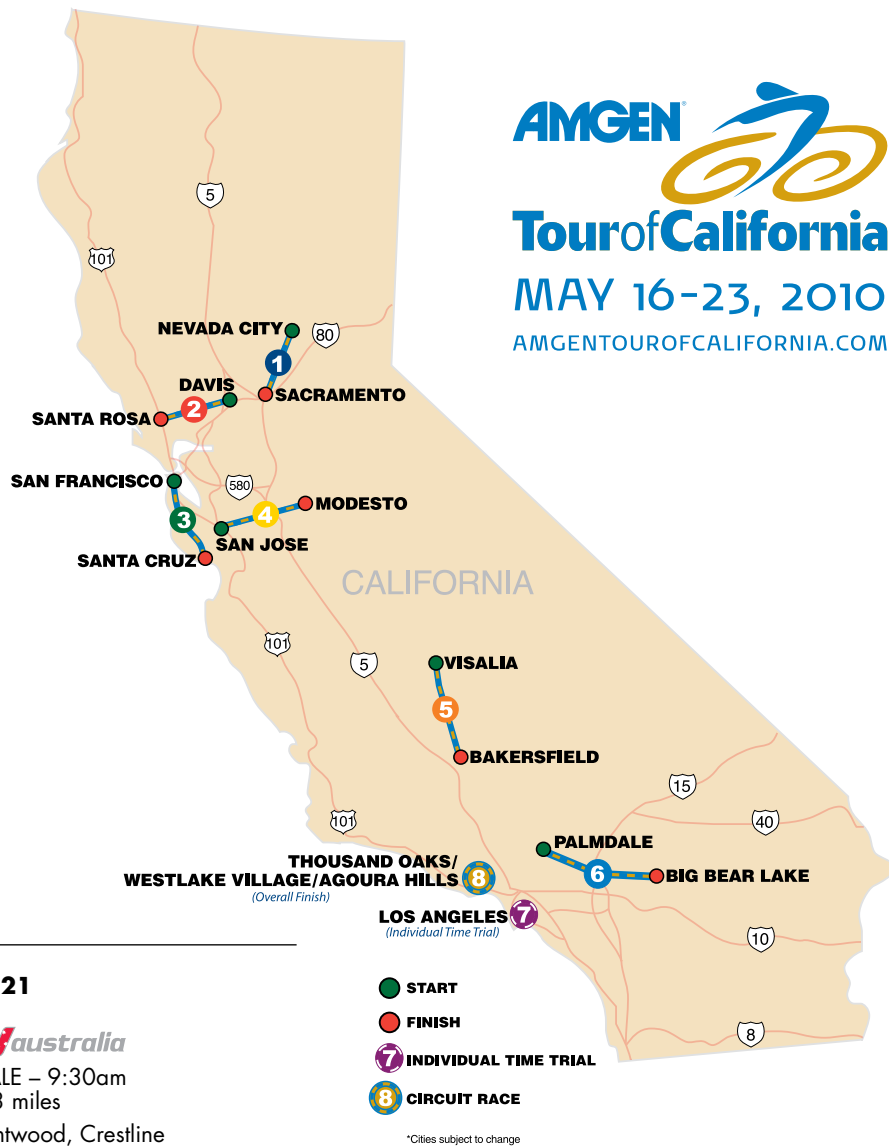 AMGEN®
TourofCalifornia
MAY 16-23, 2010
AMGENTOUROFCALIFORNIA.COM
5
101
NEVADA CITY
80
1
DAVIS
SACRAMENTO
2
SANTA ROSA
SAN FRANCISCO
580
MODESTO
3
4
SAN JOSE
SANTA CRUZ
CALIFORNIA
101
5
VISALIA
5
BAKERSFIELD
15
40
101
PALMDALE
THOUSAND OAKS/
WESTLAKE VILLAGE/AGOURA HILLS
8
6
BIG BEAR LAKE
(Overall Finish)
LOS ANGELES
7
(Individual Time Trial)
10
8
21
australia
LE – 9:30am
miles
twood, Crestline
START
FINISH
7 INDIVIDUAL TIME TRIAL
8 CIRCUIT RACE
*Cities subject to change